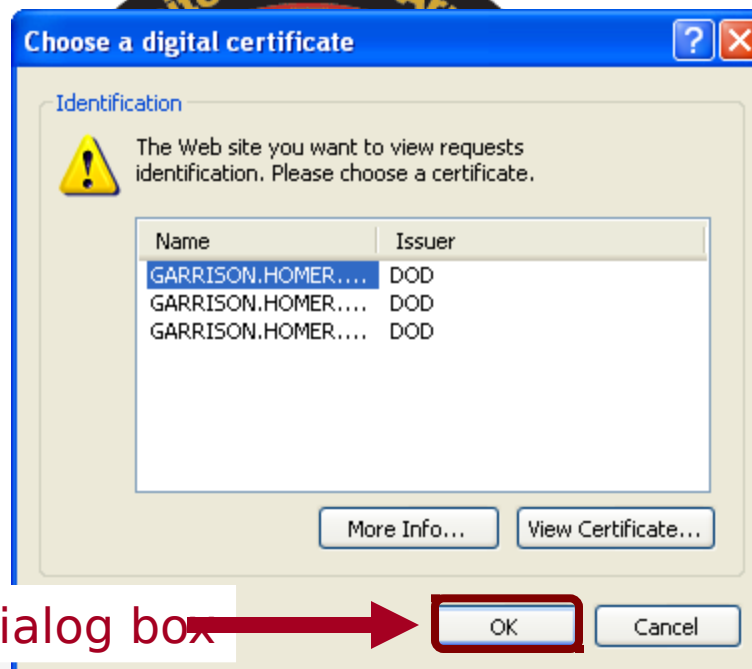 Choose a digital certificate
Identification
The Web site you want to view requests
identification. Please choose a certificate.
Name Issuer
GARRISON.HOMER.... DOD
GARRISON.HOMER.... DOD
GARRISON.HOMER.... DOD
More Info... View Certificate...
ialog box OK Cancel